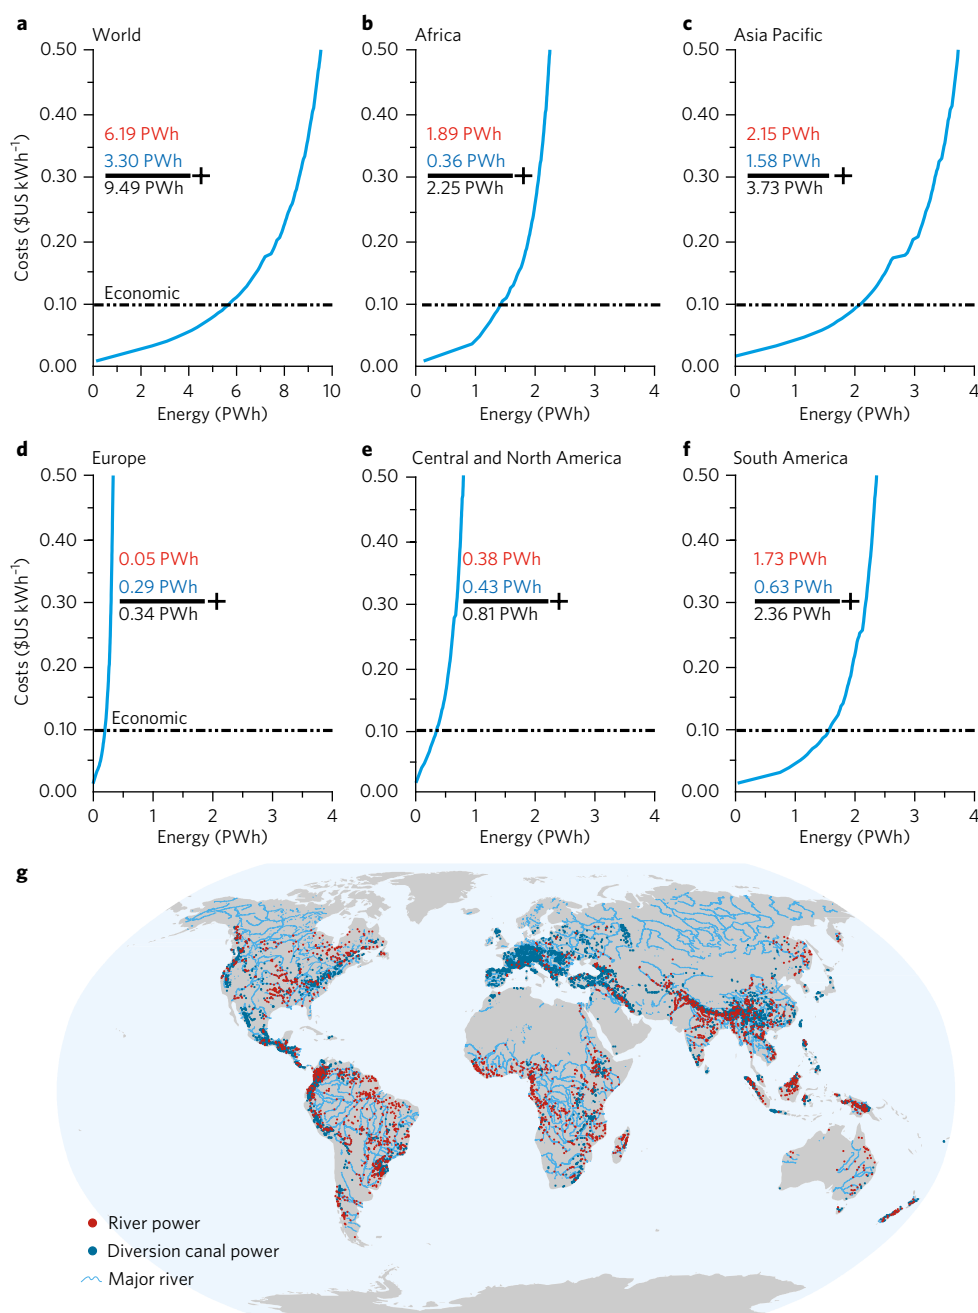 a
World
0.50
0.40
0.30
0.20
0.10
0.00
Costs ($US kWh⁻¹)
6.19 PWh
3.30 PWh
+
9.49 PWh
Economic
0 2 4 6 8 10
Energy (PWh)
b
Africa
0.50
0.40
0.30
0.20
0.10
0.00
1.89 PWh
0.36 PWh
+
2.25 PWh
0 1 2 3 4
Energy (PWh)
c
Asia Pacific
0.50
0.40
0.30
0.20
0.10
0.00
2.15 PWh
1.58 PWh
+
3.73 PWh
0 1 2 3 4
Energy (PWh)
d
Europe
0.50
0.40
0.30
0.20
0.10
0.00
Costs ($US kWh⁻¹)
0.05 PWh
0.29 PWh
+
0.34 PWh
Economic
0 1 2 3 4
Energy (PWh)
e
Central and North America
0.50
0.40
0.30
0.20
0.10
0.00
0.38 PWh
0.43 PWh
+
0.81 PWh
0 1 2 3 4
Energy (PWh)
f
South America
0.50
0.40
0.30
0.20
0.10
0.00
1.73 PWh
0.63 PWh
+
2.36 PWh
0 1 2 3 4
Energy (PWh)
g
River power
Diversion canal power
Major river